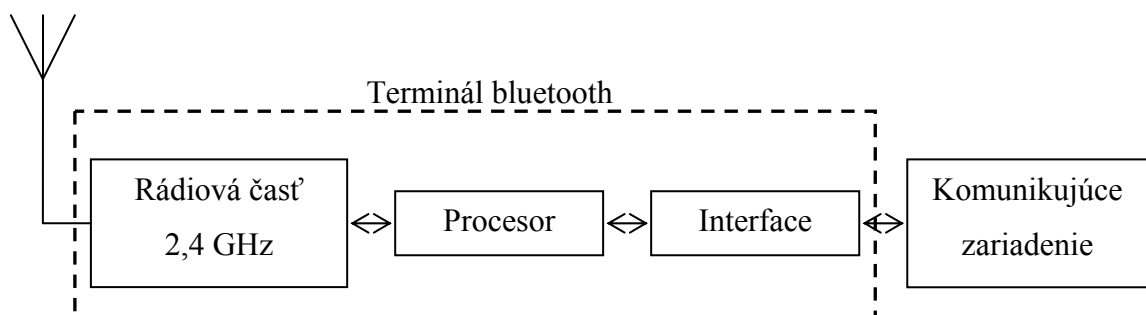 Terminál bluetooth
Rádiová časť
2,4 GHz
Procesor
Interface
Komunikujúce
zariadenie